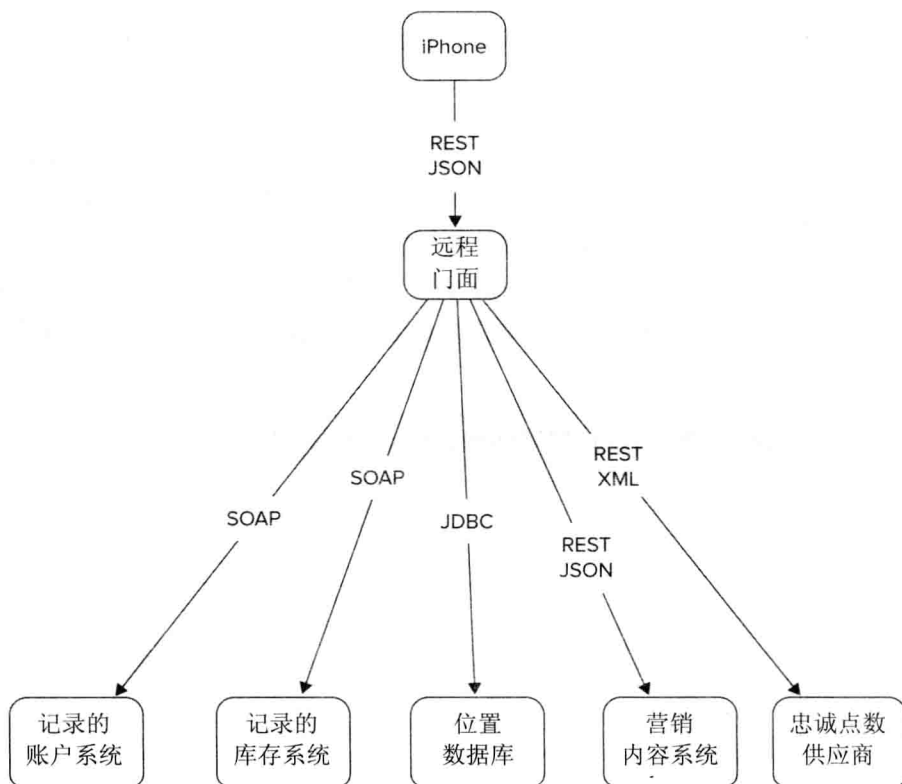 iPhone
REST
JSON
远程
门面
REST
XML
SOAP
SOAP
JDBC
REST
JSON
记录的
账户系统
记录的
库存系统
位置
数据库
营销
内容系统
忠诚点数
供应商